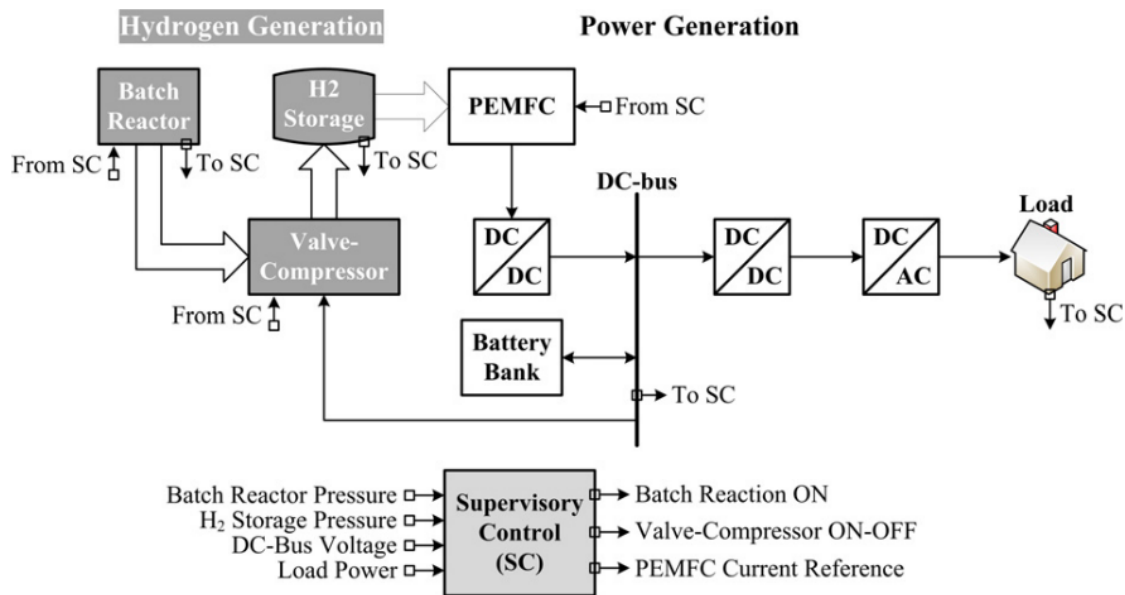 Hydrogen Generation
Power Generation
Batch
Reactor
H2
Storage
PEMFC
From SC
From SC
To SC
To SC
DC-bus
Valve-
Compressor
DC
DC
DC
DC
DC
AC
Load
From SC
To SC
Battery
Bank
To SC
Batch Reactor Pressure
H₂ Storage Pressure
DC-Bus Voltage
Load Power
Supervisory
Control
(SC)
Batch Reaction ON
Valve-Compressor ON-OFF
PEMFC Current Reference